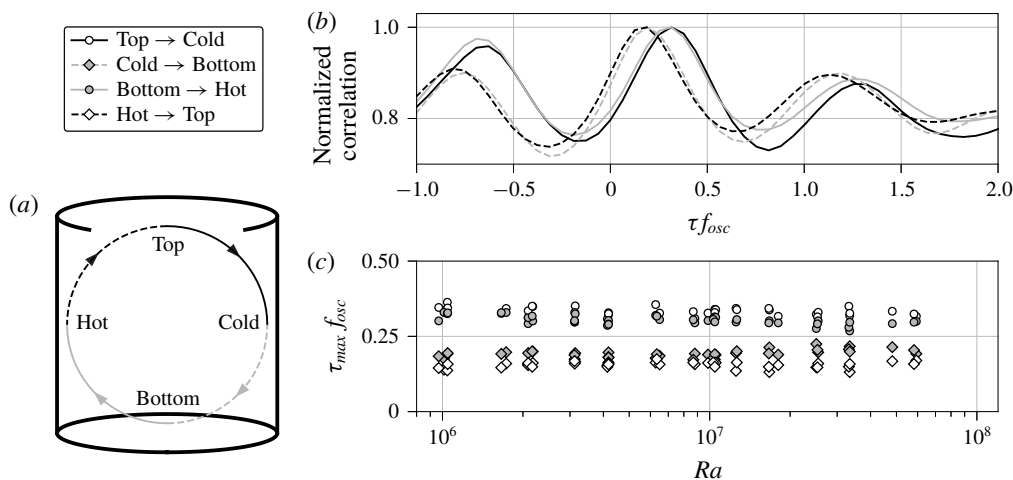 Top → Cold
Cold → Bottom
Bottom → Hot
Hot → Top
(a)
Top
Hot
Cold
Bottom
(b)
Normalized
correlation
1.0
0.8
−1.0 −0.5 0 0.5 1.0 1.5 2.0
τf_osc
(c)
τ_max f_osc
0.50
0.25
0
10^6 10^7 10^8
Ra